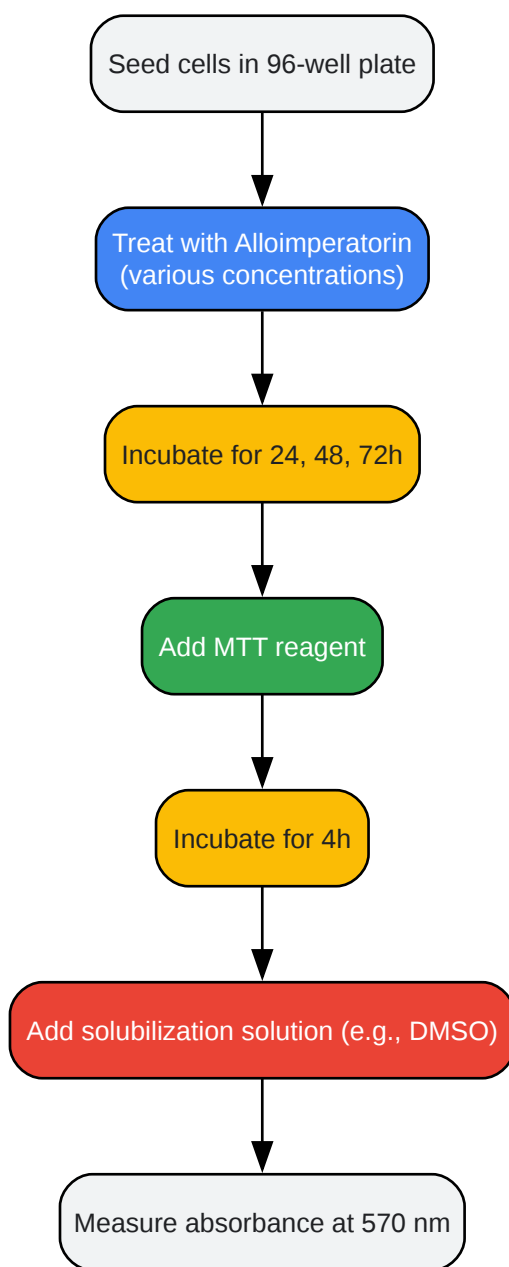 Seed cells in 96-well plate
Treat with Alloimperatorin
(various concentrations)
Incubate for 24, 48, 72h
Add MTT reagent
Incubate for 4h
Add solubilization solution (e.g., DMSO)
Measure absorbance at 570 nm